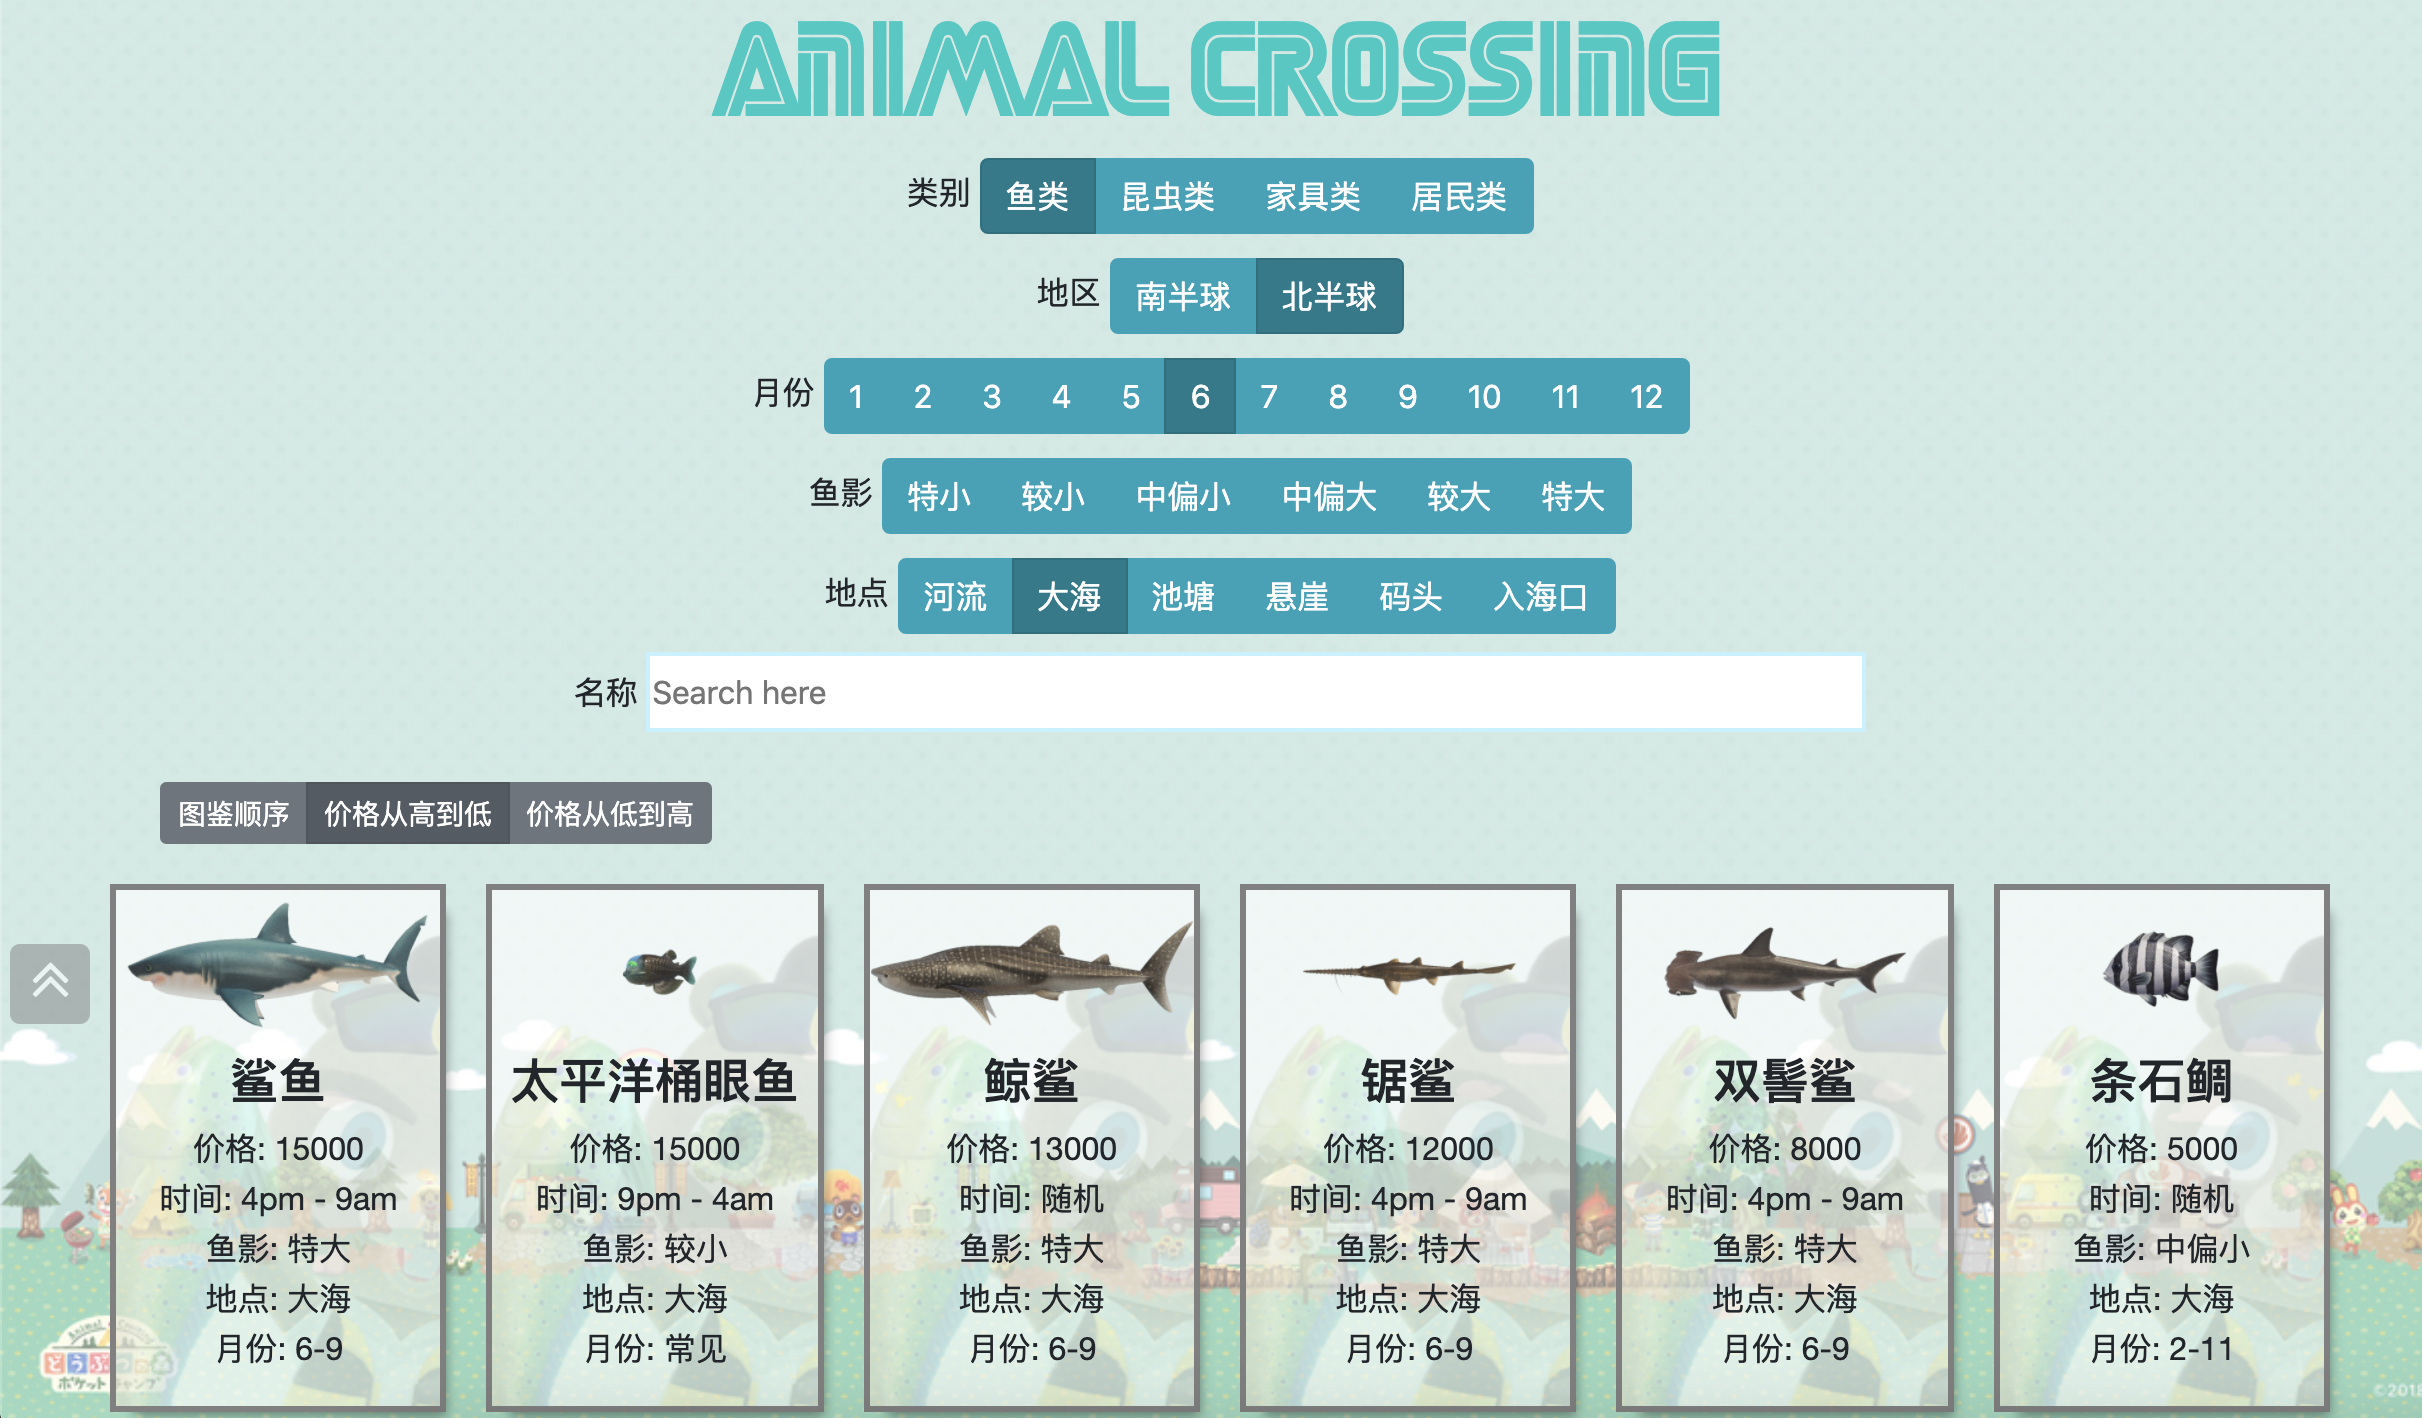 ANIMAL CROSSING
类别 鱼类 昆虫类 家具类 居民类
地区 南半球 北半球
月份 1 2 3 4 5 6 7 8 9 10 11 12
鱼影 特小 较小 中偏小 中偏大 较大 特大
地点 河流 大海 池塘 悬崖 码头 入海口
名称 Search here
图鉴顺序 价格从高到低 价格从低到高
鲨鱼
价格: 15000
时间: 4pm - 9am
鱼影: 特大
地点: 大海
月份: 6-9
太平洋桶眼鱼
价格: 15000
时间: 9pm - 4am
鱼影: 较小
地点: 大海
月份: 常见
鲸鲨
价格: 13000
时间: 随机
鱼影: 特大
地点: 大海
月份: 6-9
锯鲨
价格: 12000
时间: 4pm - 9am
鱼影: 特大
地点: 大海
月份: 6-9
双髻鲨
价格: 8000
时间: 4pm - 9am
鱼影: 特大
地点: 大海
月份: 6-9
条石鲷
价格: 5000
时间: 随机
鱼影: 中偏小
地点: 大海
月份: 2-11
©2018